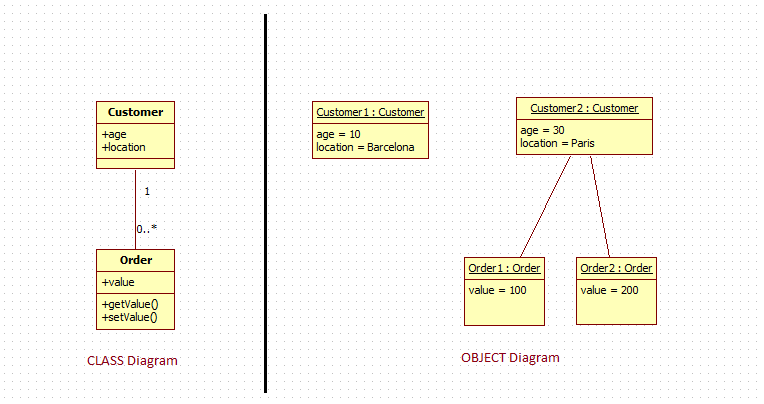 Customer
+age
+location
1
0..*
Order
+value
+getValue()
+setValue()
CLASS Diagram
Customer1 : Customer
age = 10
location = Barcelona
Customer2 : Customer
age = 30
location = Paris
Order1 : Order
value = 100
Order2 : Order
value = 200
OBJECT Diagram